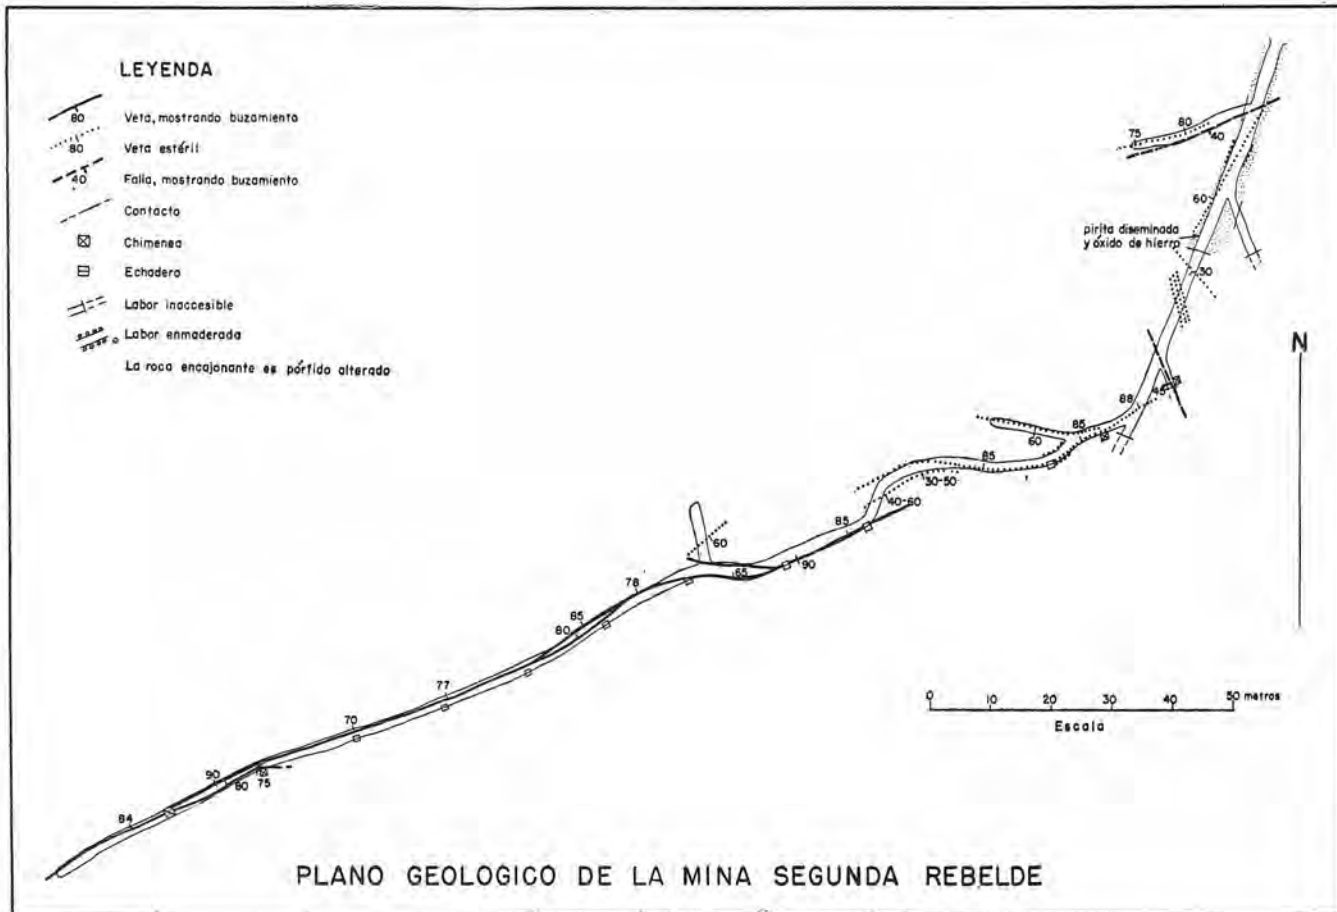 LEYENDA
80 Veta, mostrando buzamiento
80 Veta estéril
40 Falla, mostrando buzamiento
Contacto
Chimenea
Echadero
Labor inaccesible
Labor enmaderada
La roca encajonante es pórfido alterado
75
80
40
60
pirita diseminada
y óxido de hierro
30
N
45
88
85
60
85
30-50
40-60
85
60
90
65
78
85
80
77
70
90
80
75
84
0 10 20 30 40 50 metros
Escala
PLANO GEOLOGICO DE LA MINA SEGUNDA REBELDE